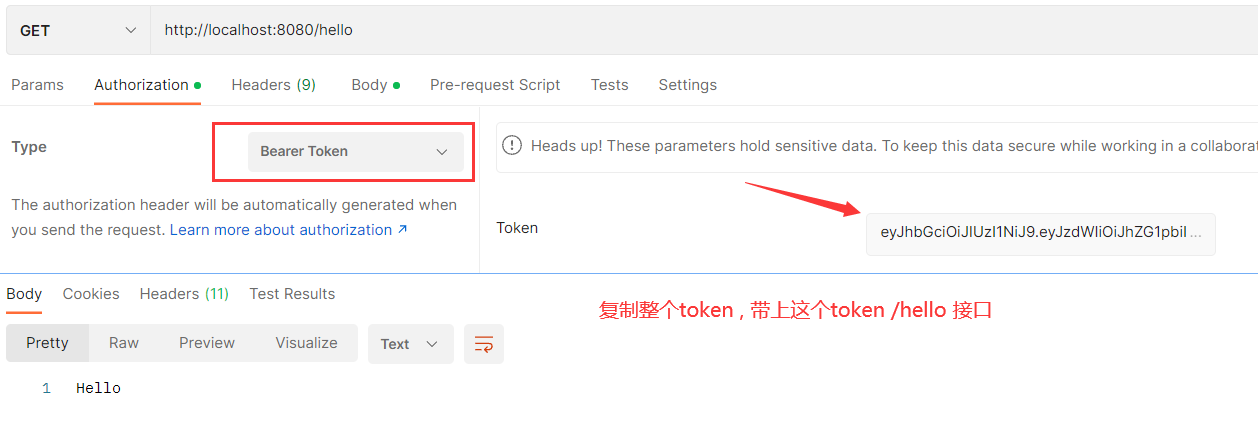 GET http://localhost:8080/hello
Params Authorization Headers (9) Body Pre-request Script Tests Settings
Type Bearer Token
Heads up! These parameters hold sensitive data. To keep this data secure while working in a collaborat
The authorization header will be automatically generated when
you send the request. Learn more about authorization ↗
Token eyJhbGciOiJIUzI1NiJ9.eyJzdWIiOiJhZG1pbiI ...
Body Cookies Headers (11) Test Results
复制整个token , 带上这个token /hello 接口
Pretty Raw Preview Visualize Text
1 Hello